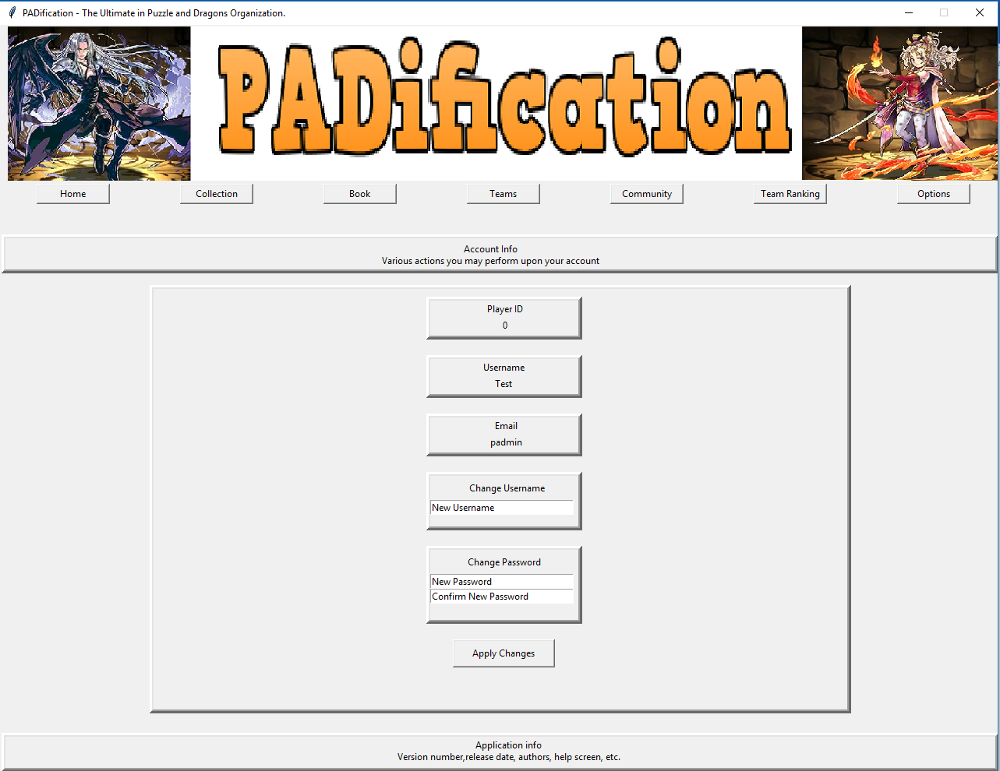 PADification - The Ultimate in Puzzle and Dragons Organization.
PADification
Home
Collection
Book
Teams
Community
Team Ranking
Options
Account Info
Various actions you may perform upon your account
Player ID
0
Username
Test
Email
padmin
Change Username
New Username
Change Password
New Password
Confirm New Password
Apply Changes
Application info
Version number,release date, authors, help screen, etc.